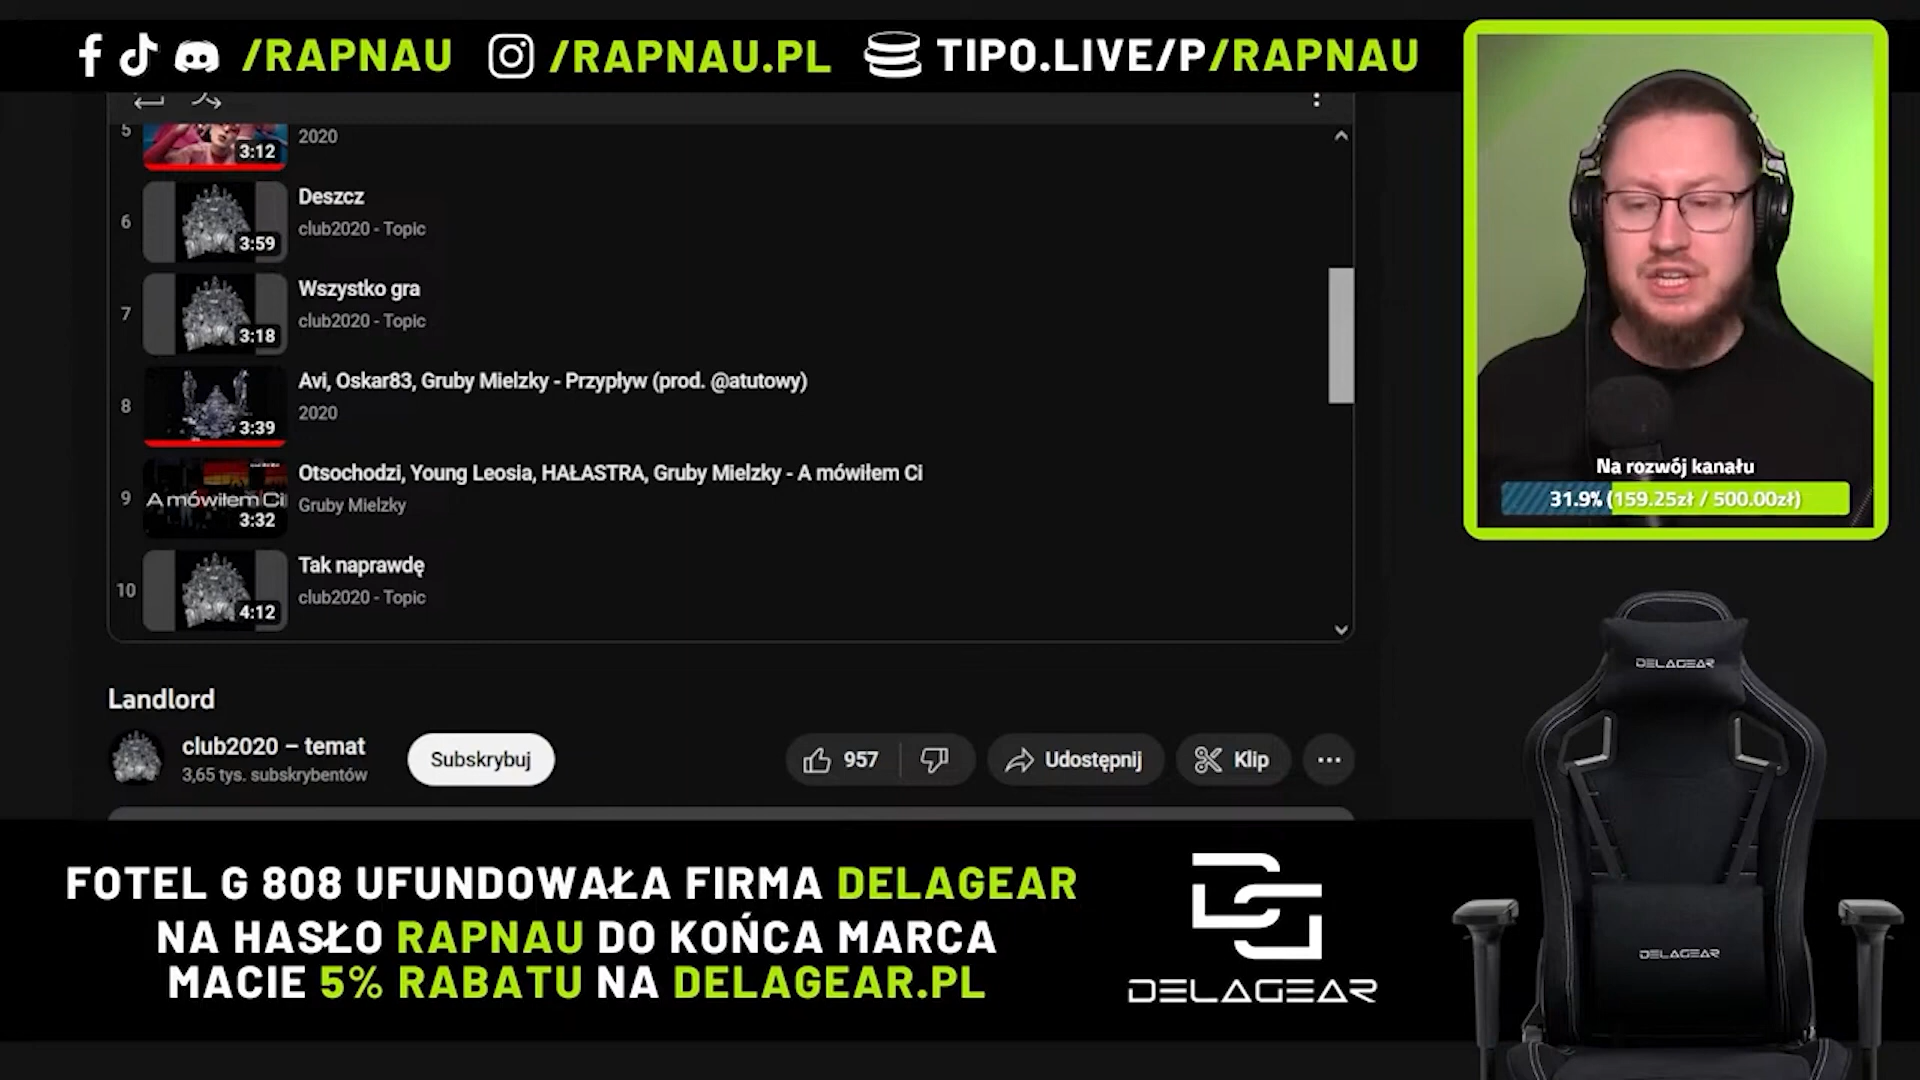 /RAPNAU
/RAPNAU.PL
TIPO.LIVE/P/RAPNAU
5
3:12
2020
6
3:59
Deszcz
club2020 - Topic
7
3:18
Wszystko gra
club2020 - Topic
8
3:39
Avi, Oskar83, Gruby Mielzky - Przypływ (prod. @atutowy)
2020
9
A mówiłem Ci
3:32
Otsochodzi, Young Leosia, HAŁASTRA, Gruby Mielzky - A mówiłem Ci
Gruby Mielzky
10
4:12
Tak naprawdę
club2020 - Topic
Na rozwój kanału
31.9% (159.25zł / 500.00zł)
Landlord
club2020 – temat
3,65 tys. subskrybentów
Subskrybuj
957
Udostępnij
Klip
FOTEL G 808 UFUNDOWAŁA FIRMA DELAGEAR
NA HASŁO RAPNAU DO KOŃCA MARCA
MACIE 5% RABATU NA DELAGEAR.PL
DELAGEAR
DELAGEAR
DELAGEAR